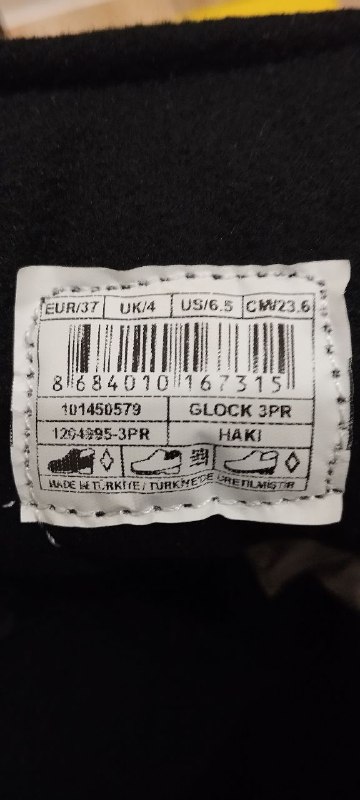 EUR/37 UK/4 US/6.5 CM/23.6
8 684010 167315
101450579 GLOCK 3PR
1204995-3PR HAKI
MADE IN TÜRKİYE / TÜRKİYE'DE ÜRETİLMİŞTİR